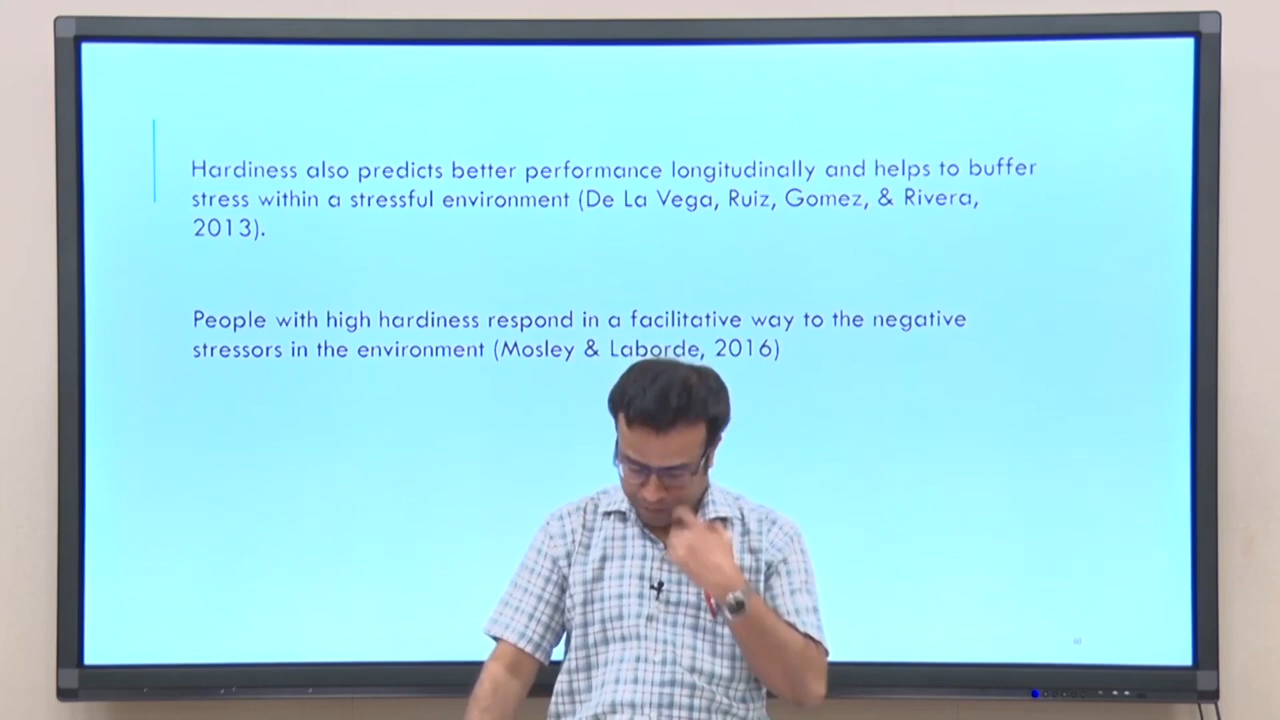 Hardiness also predicts better performance longitudinally and helps to buffer
stress within a stressful environment (De La Vega, Ruiz, Gomez, & Rivera,
2013).
People with high hardiness respond in a facilitative way to the negative
stressors in the environment (Mosley & Laborde, 2016)